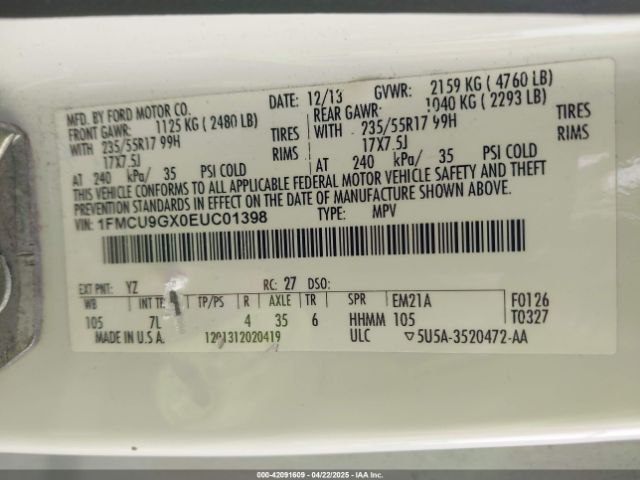 MFD. BY FORD MOTOR CO. DATE: 12/13 GVWR: 2159 KG ( 4760 LB)
FRONT GAWR: 1125 KG ( 2480 LB) REAR GAWR: 1040 KG ( 2293 LB)
WITH 235/55R17 99H TIRES WITH 235/55R17 99H TIRES
17X7.5J RIMS 17X7.5J RIMS
AT 240 kPa/ 35 PSI COLD AT 240 kPa/ 35 PSI COLD
THIS VEHICLE CONFORMS TO ALL APPLICABLE FEDERAL MOTOR VEHICLE SAFETY AND THEFT
PREVENTION STANDARDS IN EFFECT ON THE DATE OF MANUFACTURE SHOWN ABOVE.
VIN: 1FMCU9GX0EUC01398 TYPE: MPV
EXT PNT: YZ RC: 27 DSO:
WB INT TR TP/PS R AXLE TR SPR EM21A F0126
105 7L 4 35 6 HHMM 105 T0327
MADE IN U.S.A. 1201312020419 ULC ▽5U5A-3520472-AA
000-42091609 - 04/22/2025 - IAAI.COM